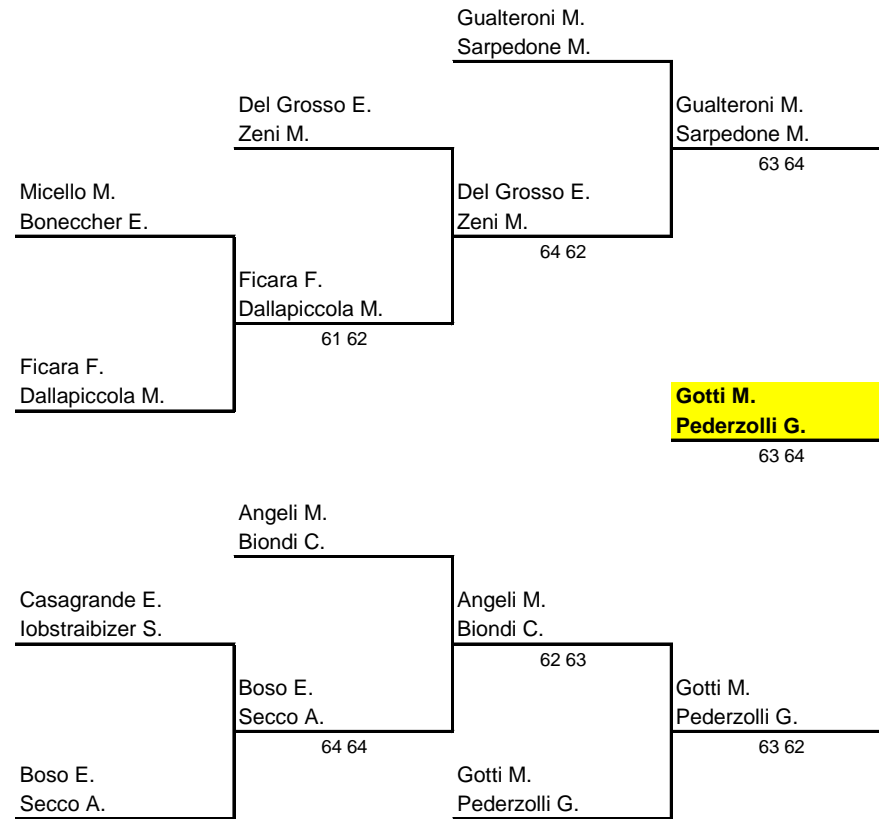 Gualteroni M.
Sarpedone M.
Del Grosso E.
Zeni M.
Gualteroni M.
Sarpedone M.
63 64
Micello M.
Boneccher E.
Del Grosso E.
Zeni M.
64 62
Ficara F.
Dallapiccola M.
61 62
Ficara F.
Dallapiccola M.
Gotti M.
Pederzolli G.
63 64
Angeli M.
Biondi C.
Casagrande E.
Iobstraibizer S.
Angeli M.
Biondi C.
62 63
Boso E.
Secco A.
64 64
Gotti M.
Pederzolli G.
63 62
Boso E.
Secco A.
Gotti M.
Pederzolli G.